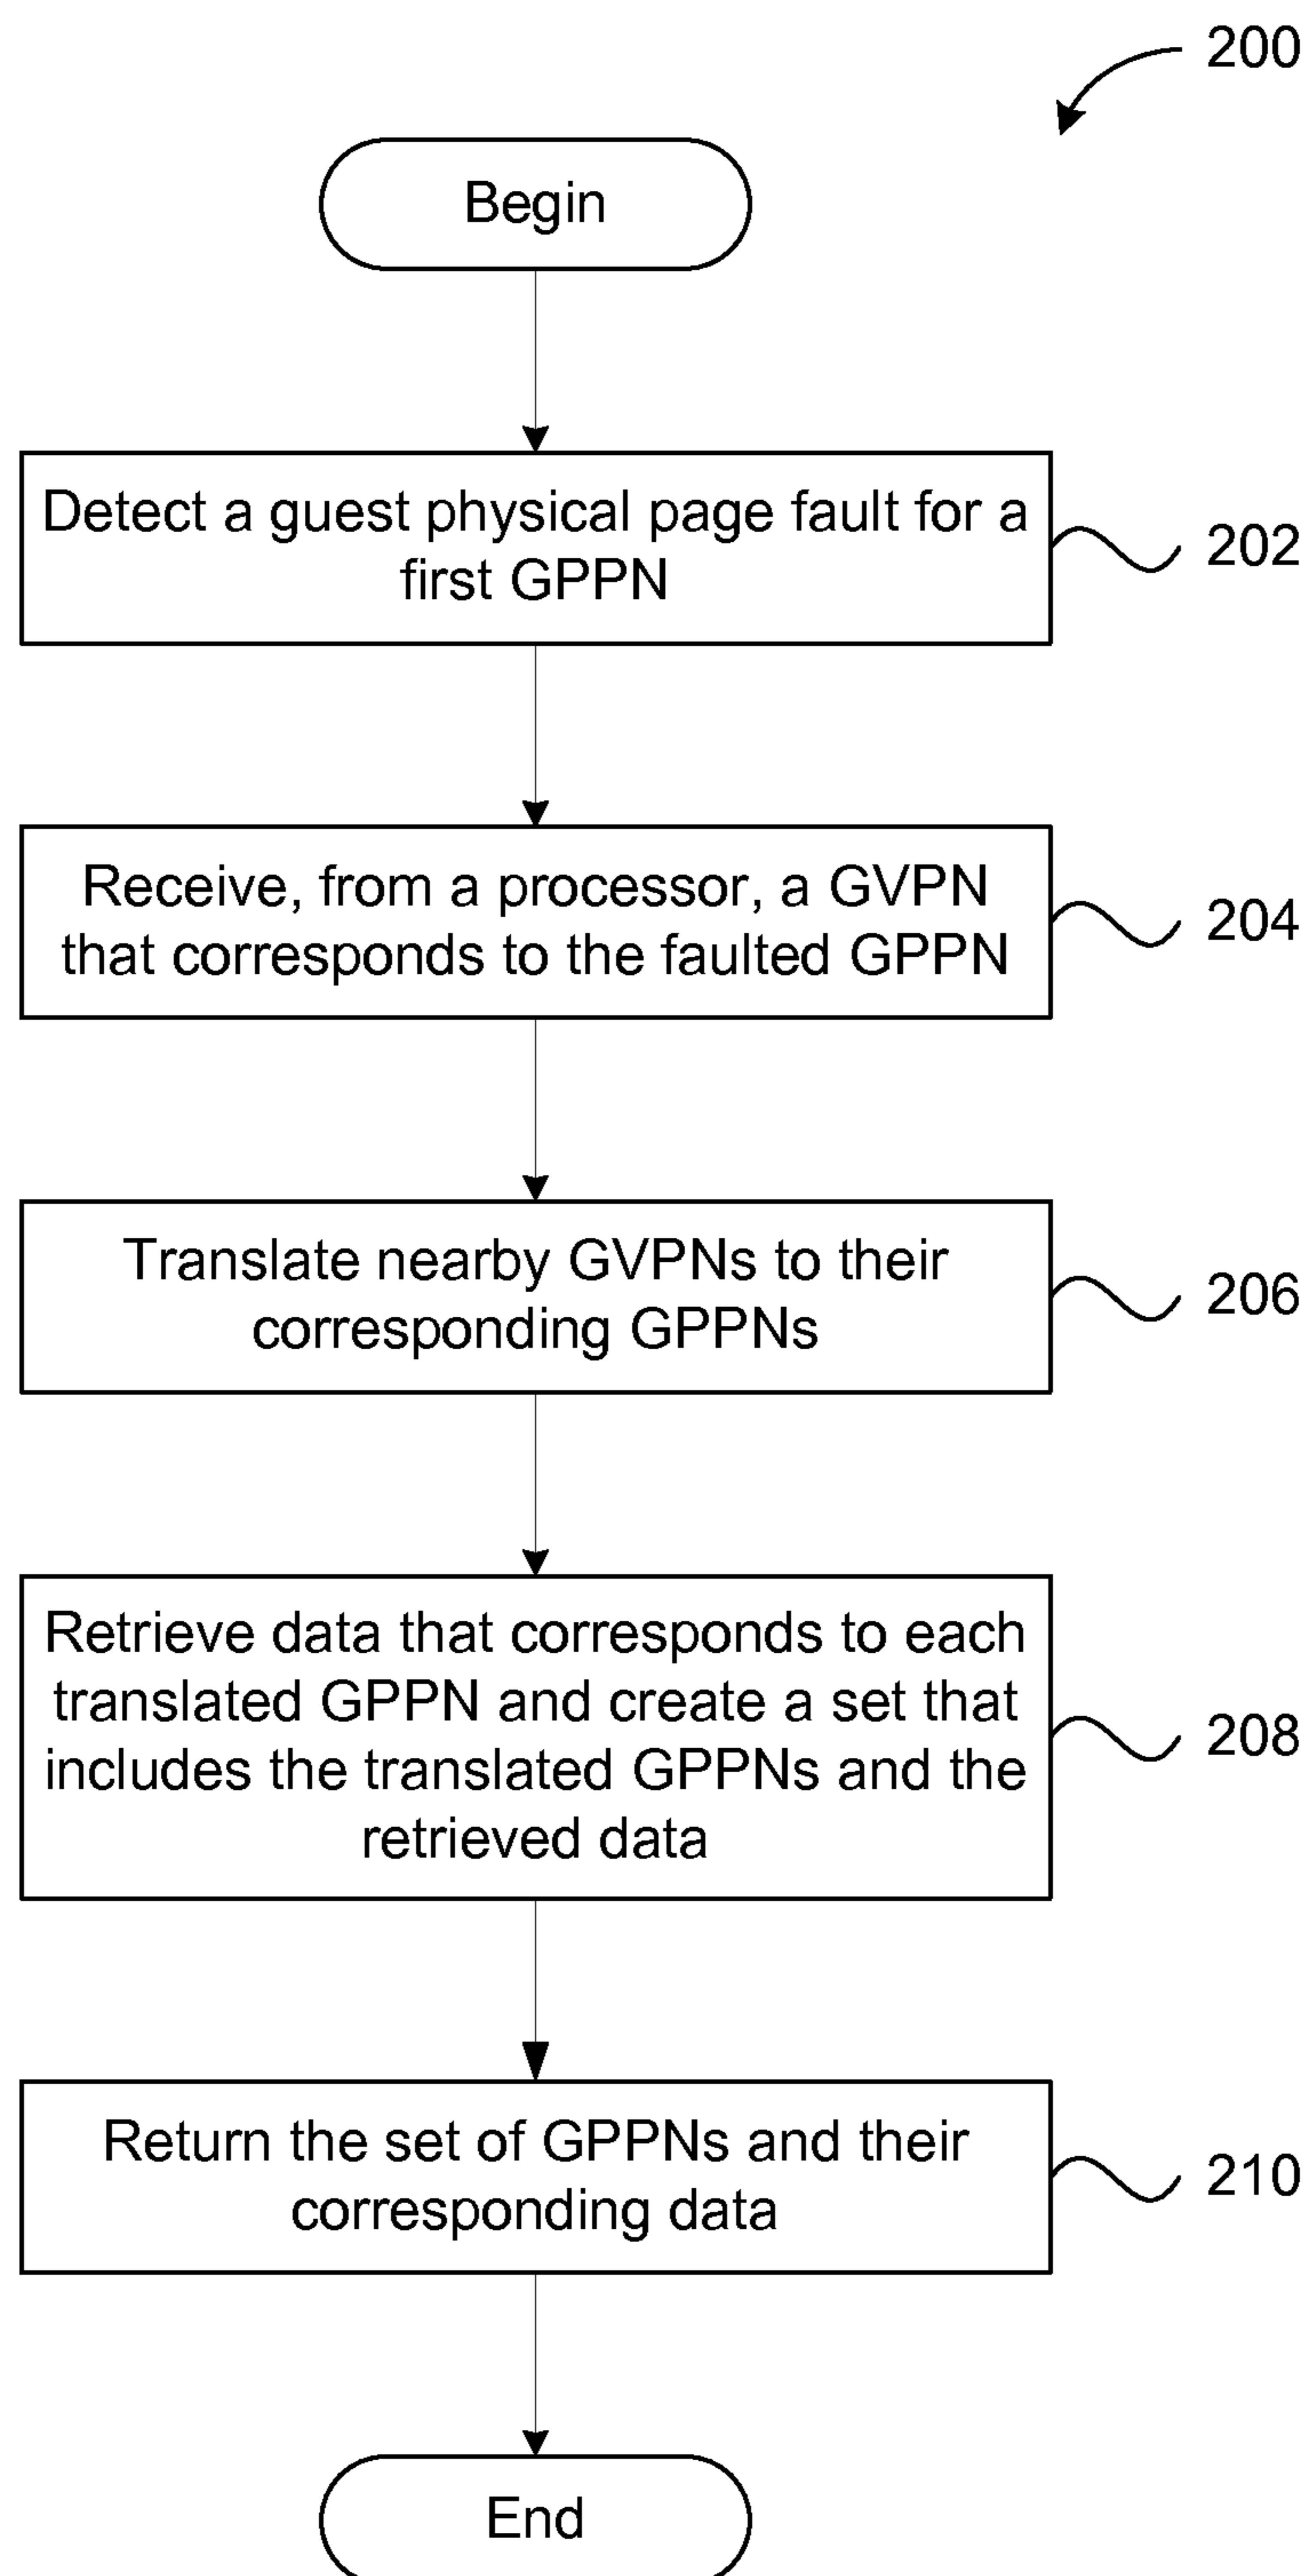 200
Begin
Detect a guest physical page fault for a
first GPPN
202
Receive, from a processor, a GVPN
that corresponds to the faulted GPPN
204
Translate nearby GVPNs to their
corresponding GPPNs
206
Retrieve data that corresponds to each
translated GPPN and create a set that
includes the translated GPPNs and the
retrieved data
208
Return the set of GPPNs and their
corresponding data
210
End